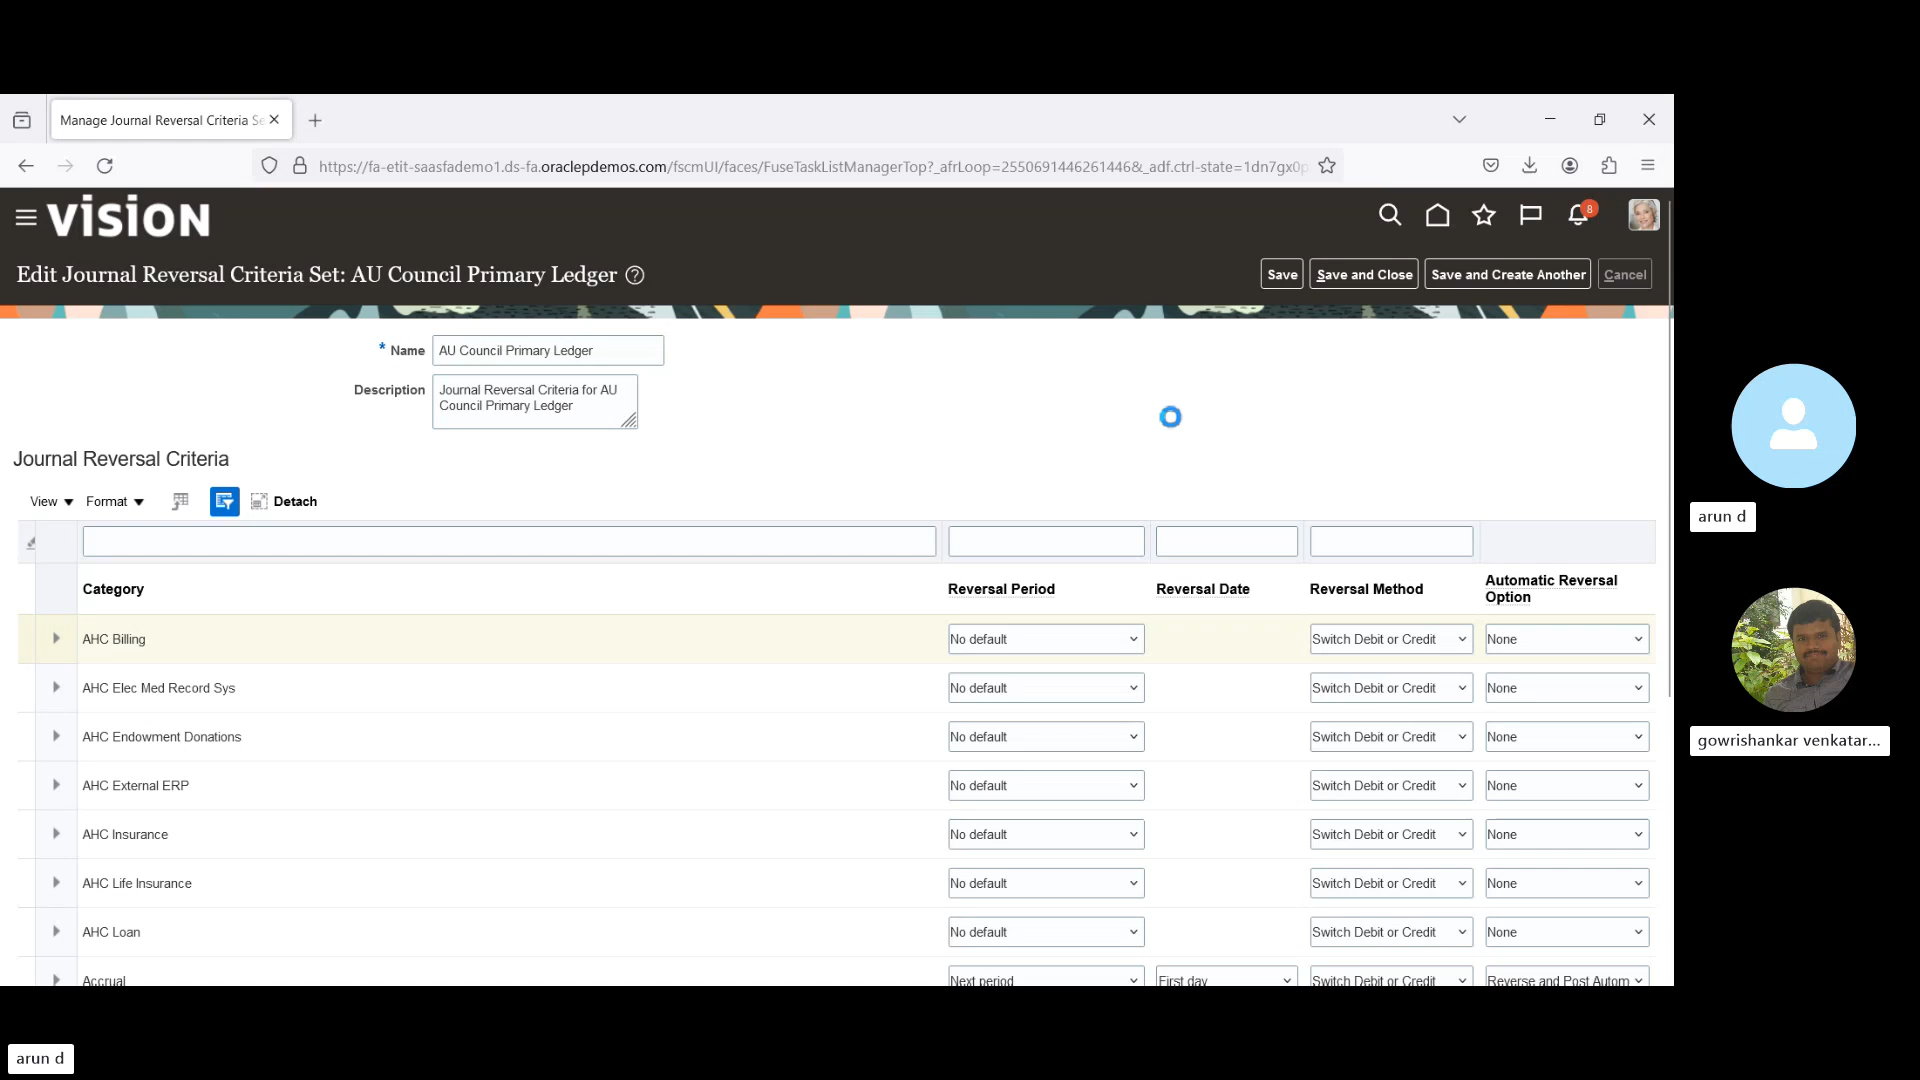 Manage Journal Reversal Criteria Se
https://fa-etit-saasfademo1.ds-fa.oraclepdemos.com/fscmUI/faces/FuseTaskListManagerTop?_afrLoop=2550691446261446&_adf.ctrl-state=1dn7gx0p
vision
8
Edit Journal Reversal Criteria Set: AU Council Primary Ledger
Save
Save and Close
Save and Create Another
Cancel
* Name
AU Council Primary Ledger
Description
Journal Reversal Criteria for AU
Council Primary Ledger
Journal Reversal Criteria
View
Format
Detach
Category
Reversal Period
Reversal Date
Reversal Method
Automatic Reversal
Option
AHC Billing
No default
Switch Debit or Credit
None
AHC Elec Med Record Sys
No default
Switch Debit or Credit
None
AHC Endowment Donations
No default
Switch Debit or Credit
None
AHC External ERP
No default
Switch Debit or Credit
None
AHC Insurance
No default
Switch Debit or Credit
None
AHC Life Insurance
No default
Switch Debit or Credit
None
AHC Loan
No default
Switch Debit or Credit
None
Accrual
Next period
First day
Switch Debit or Credit
Reverse and Post Autom
arun d
gowrishankar venkatar...
arun d